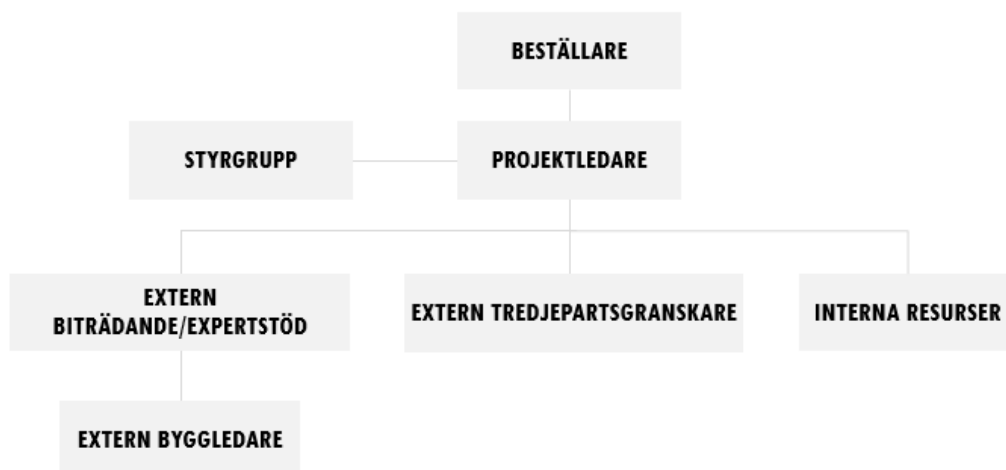 BESTÄLLARE
STYRGRUPP
PROJEKTLEDARE
EXTERN
BITRÄDANDE/EXPERTSTÖD
EXTERN TREDJEPARTSGRANSKARE
INTERNA RESURSER
EXTERN BYGGLEDARE